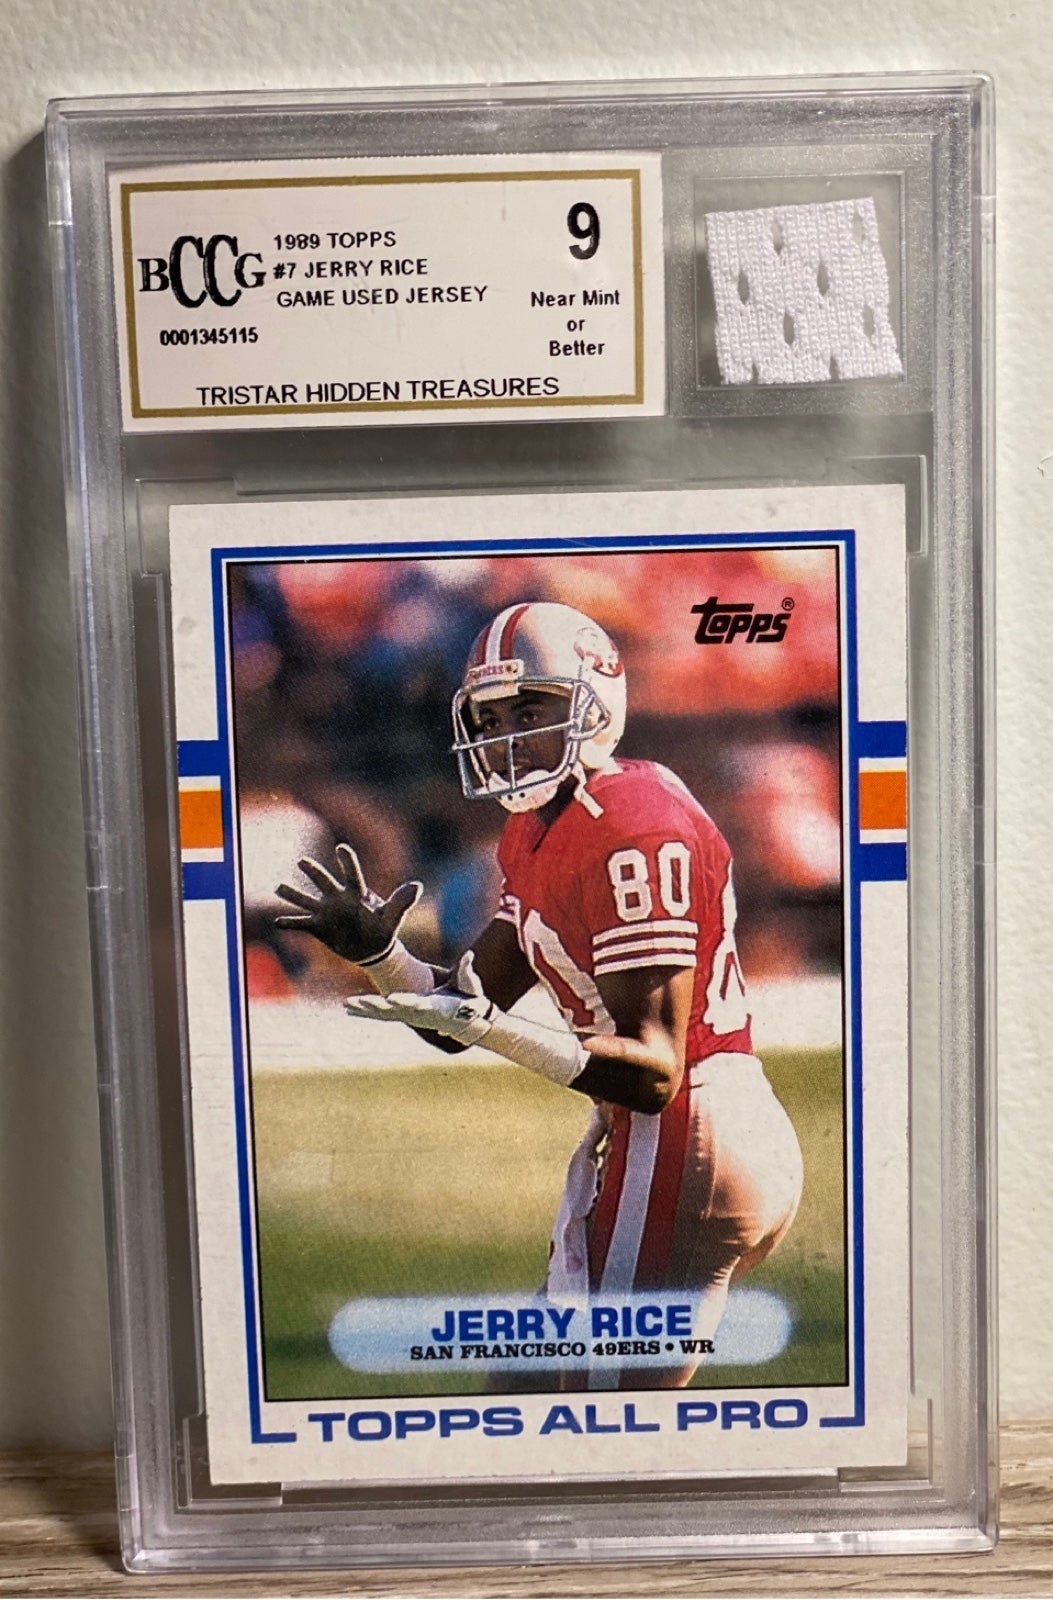 BCCG
1989 TOPPS
#7 JERRY RICE
GAME USED JERSEY
0001345115
9
Near Mint
or
Better
TRISTAR HIDDEN TREASURES
TOPPS®
80
JERRY RICE
SAN FRANCISCO 49ERS • WR
TOPPS ALL PRO